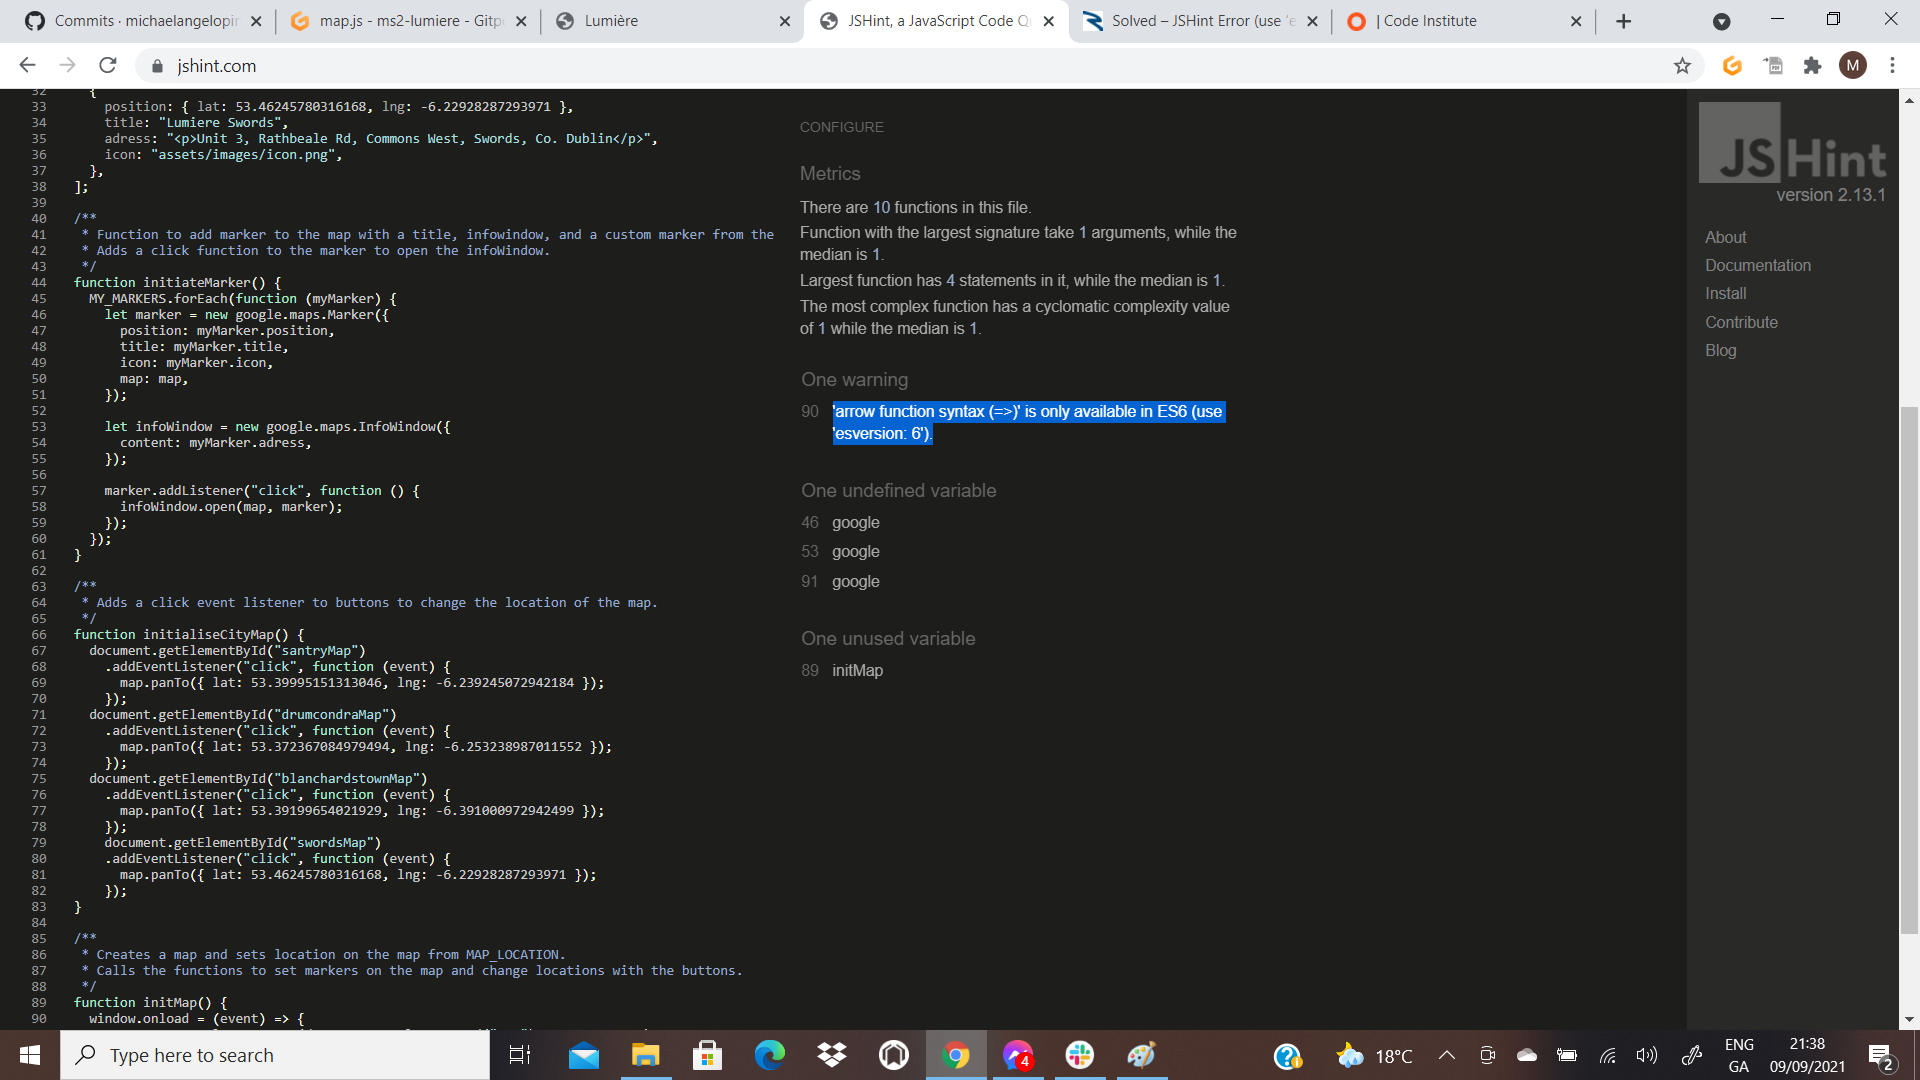 Commits · michaelangelopir
map.js - ms2-lumiere - Gitp
Lumière
JSHint, a JavaScript Code Qu
Solved – JSHint Error (use 'e
| Code Institute
jshint.com
M
32 {
33 position: { lat: 53.46245780316168, lng: -6.22928287293971 },
34 title: "Lumiere Swords",
35 adress: "<p>Unit 3, Rathbeale Rd, Commons West, Swords, Co. Dublin</p>",
36 icon: "assets/images/icon.png",
37 },
38 ];
39
40 /**
41 * Function to add marker to the map with a title, infowindow, and a custom marker from the
42 * Adds a click function to the marker to open the infoWindow.
43 */
44 function initiateMarker() {
45 MY_MARKERS.forEach(function (myMarker) {
46 let marker = new google.maps.Marker({
47 position: myMarker.position,
48 title: myMarker.title,
49 icon: myMarker.icon,
50 map: map,
51 });
52
53 let infoWindow = new google.maps.InfoWindow({
54 content: myMarker.adress,
55 });
56
57 marker.addListener("click", function () {
58 infoWindow.open(map, marker);
59 });
60 });
61 }
62
63 /**
64 * Adds a click event listener to buttons to change the location of the map.
65 */
66 function initialiseCityMap() {
67 document.getElementById("santryMap")
68 .addEventListener("click", function (event) {
69 map.panTo({ lat: 53.39995151313046, lng: -6.239245072942184 });
70 });
71 document.getElementById("drumcondraMap")
72 .addEventListener("click", function (event) {
73 map.panTo({ lat: 53.372367084979494, lng: -6.253238987011552 });
74 });
75 document.getElementById("blanchardstownMap")
76 .addEventListener("click", function (event) {
77 map.panTo({ lat: 53.39199654021929, lng: -6.391000972942499 });
78 });
79 document.getElementById("swordsMap")
80 .addEventListener("click", function (event) {
81 map.panTo({ lat: 53.46245780316168, lng: -6.22928287293971 });
82 });
83 }
84
85 /**
86 * Creates a map and sets location on the map from MAP_LOCATION.
87 * Calls the functions to set markers on the map and change locations with the buttons.
88 */
89 function initMap() {
90 window.onload = (event) => {
CONFIGURE
Metrics
There are 10 functions in this file.
Function with the largest signature take 1 arguments, while the
median is 1.
Largest function has 4 statements in it, while the median is 1.
The most complex function has a cyclomatic complexity value
of 1 while the median is 1.
One warning
90 'arrow function syntax (=>)' is only available in ES6 (use
'esversion: 6').
One undefined variable
46 google
53 google
91 google
One unused variable
89 initMap
JSHint
version 2.13.1
About
Documentation
Install
Contribute
Blog
Type here to search
4
18°C
ENG
GA
21:38
09/09/2021
2